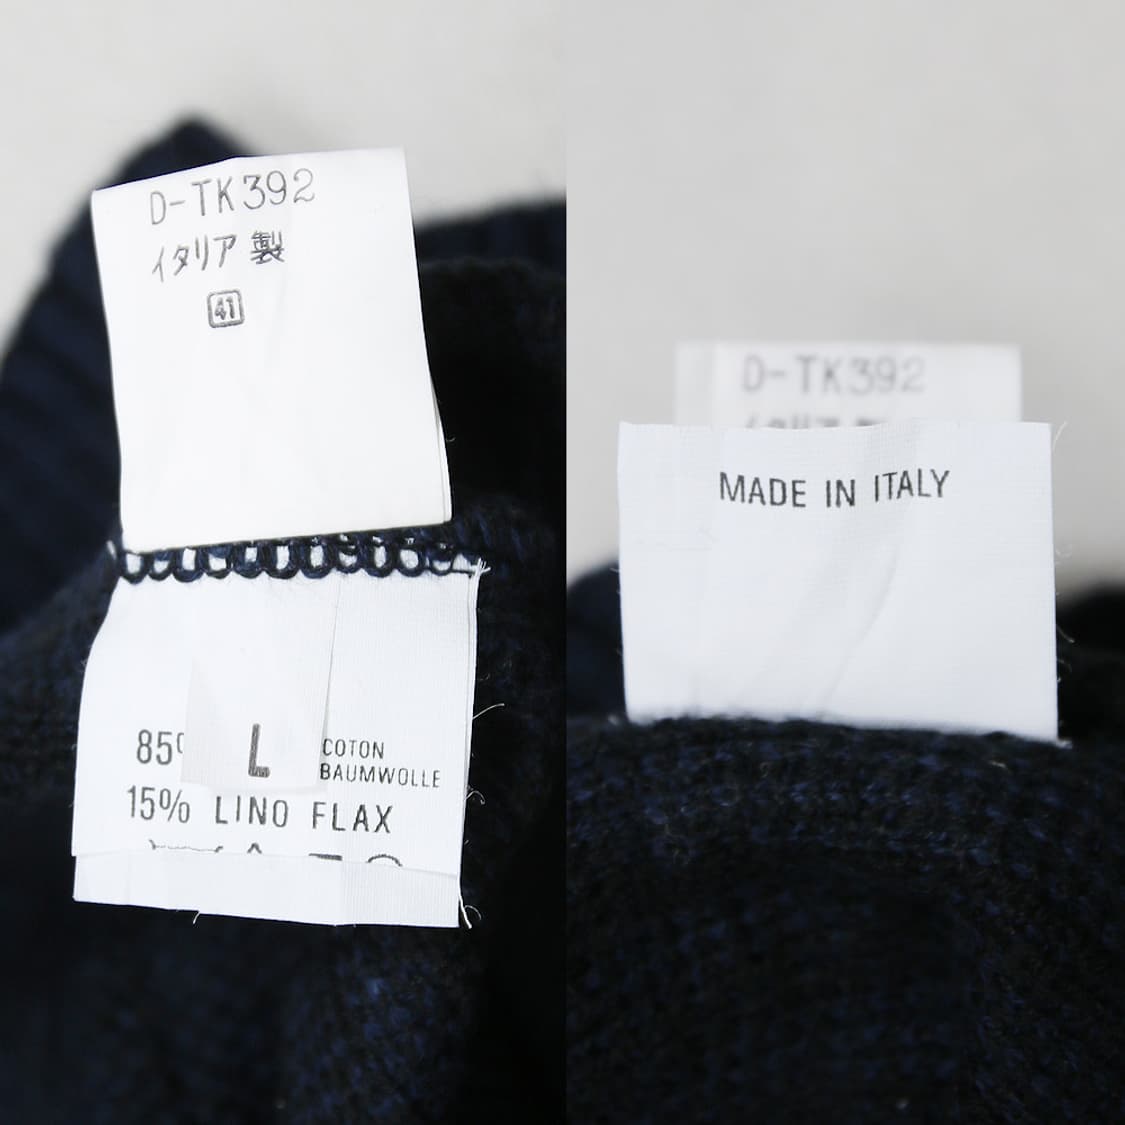 D-TK392
イタリア製
41
85
L
COTON
BAUMWOLLE
15% LINO FLAX
D-TK392
MADE IN ITALY